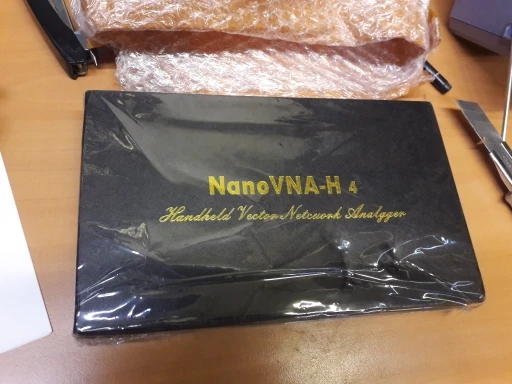 NanoVNA-H 4
Handheld Vector Network Analyzer